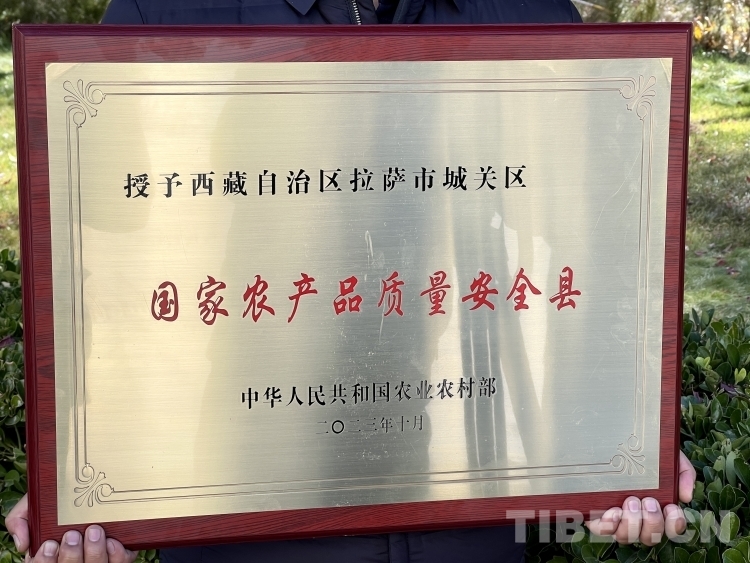 授予西藏自治区拉萨市城关区
国家农产品质量安全县
中华人民共和国农业农村部
二〇二三年十月
TIBET.CN